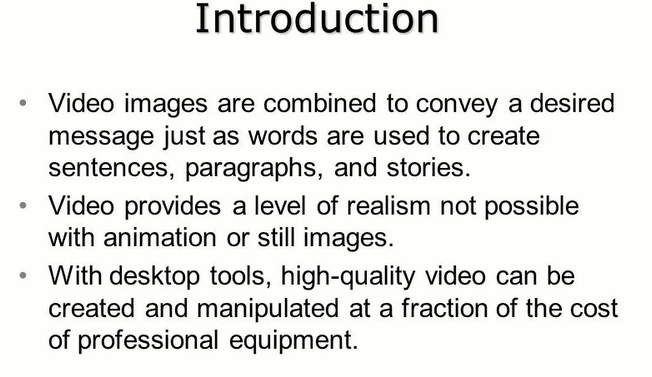 Introduction
• Video images are combined to convey a desired
message just as words are used to create
sentences, paragraphs, and stories.
• Video provides a level of realism not possible
with animation or still images.
• With desktop tools, high-quality video can be
created and manipulated at a fraction of the cost
of professional equipment.